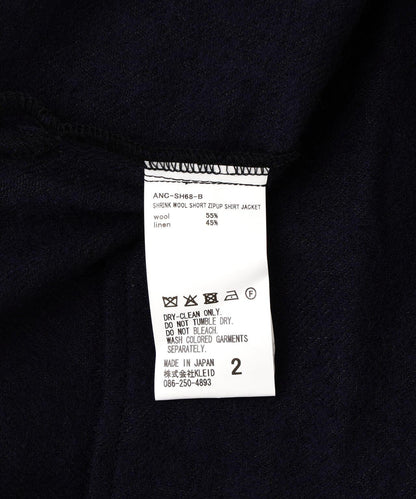 ANC-SH68-B
SHRINK WOOL SHORT ZIPUP SHIRT JACKET
wool 55%
linen 45%
F
DRY-CLEAN ONLY.
DO NOT TUMBLE DRY.
DO NOT BLEACH.
WASH COLORED GARMENTS
SEPARATELY.
MADE IN JAPAN
株式会社KLEID 2
086-250-4893